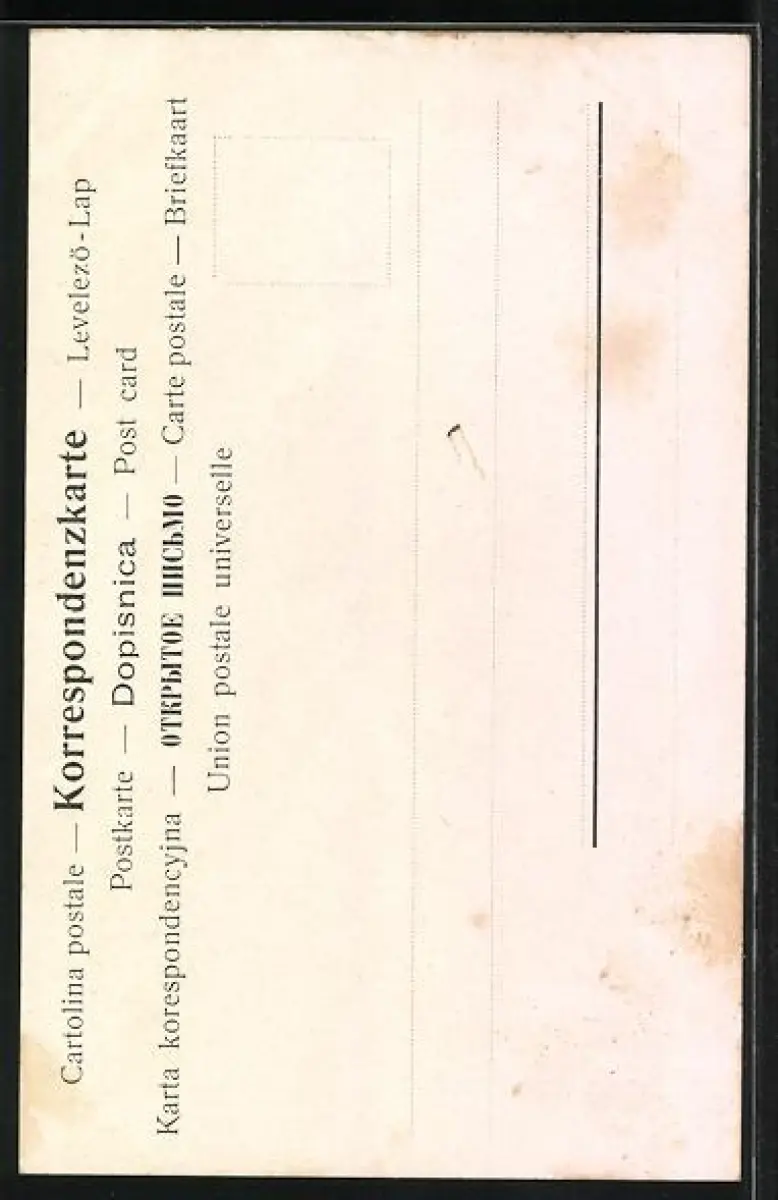 Cartolina postale — Korrespondenzkarte — Levelező-Lap
Postkarte — Dopisnica — Post card
Karta korespondencyjna — ОТКРЫТОЕ ПИСЬМО — Carte postale — Briefkaart
Union postale universelle